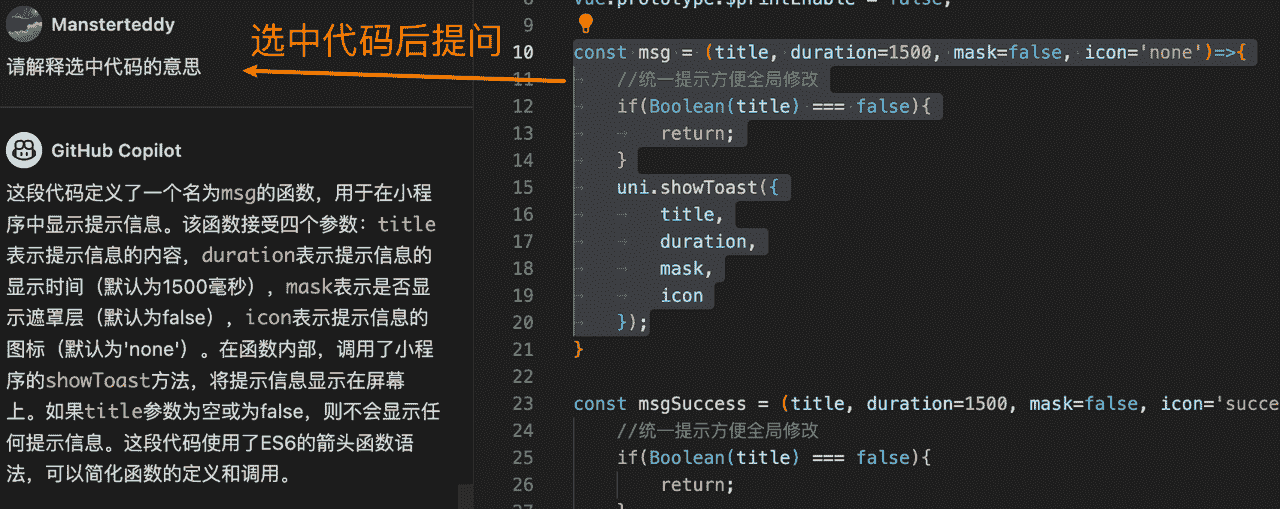 Mansterteddy
请解释选中代码的意思
选中代码后提问
GitHub Copilot
这段代码定义了一个名为msg的函数，用于在小程
序中显示提示信息。该函数接受四个参数：title
表示提示信息的内容，duration表示提示信息的
显示时间（默认为1500毫秒），mask表示是否显
示遮罩层（默认为false），icon表示提示信息的
图标（默认为'none'）。在函数内部，调用了小程
序的showToast方法，将提示信息显示在屏幕
上。如果title参数为空或为false，则不会显示任
何提示信息。这段代码使用了ES6的箭头函数语
法，可以简化函数的定义和调用。
8 Vue.prototype.$printEnable = false;
9
10 const msg = (title, duration=1500, mask=false, icon='none')=>{
11 //统一提示方便全局修改
12 if(Boolean(title) === false){
13 return;
14 }
15 uni.showToast({
16 title,
17 duration,
18 mask,
19 icon
20 });
21 }
22
23 const msgSuccess = (title, duration=1500, mask=false, icon='succe
24 //统一提示方便全局修改
25 if(Boolean(title) === false){
26 return;
27 }